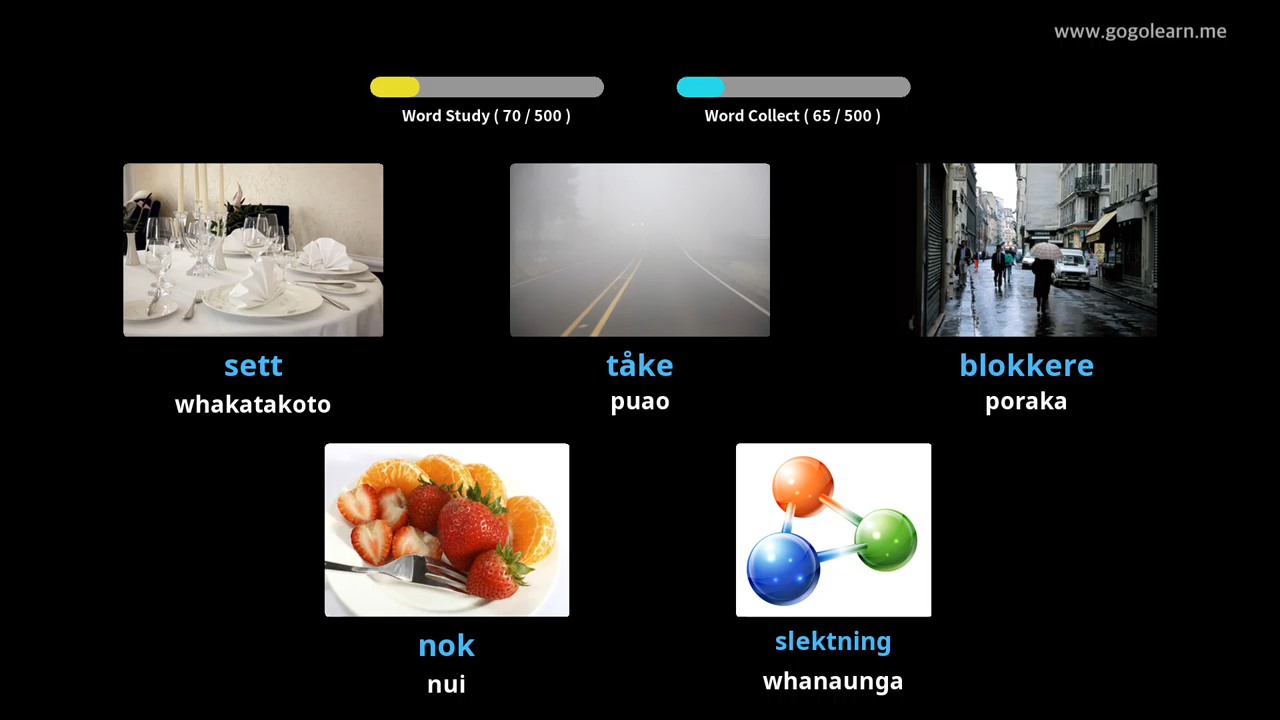 www.gogolearn.me
Word Study ( 70 / 500 )
Word Collect ( 65 / 500 )
sett
whakatakoto
tåke
puao
blokkere
poraka
nok
nui
slektning
whanaunga